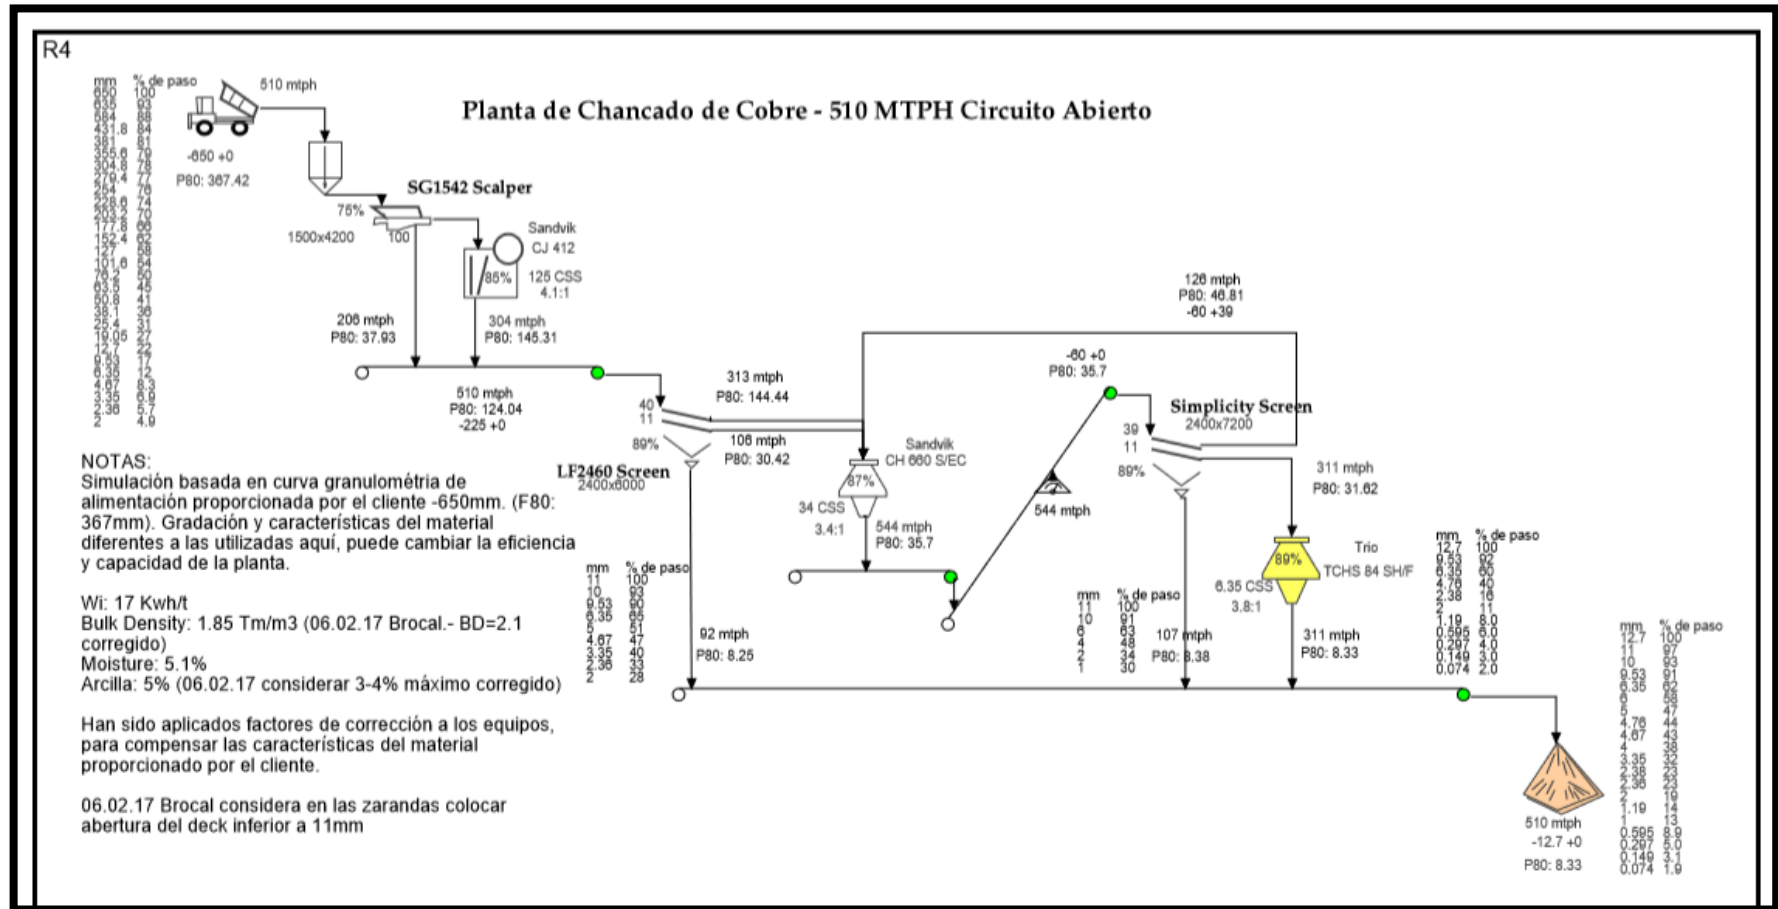 R4
Planta de Chancado de Cobre - 510 MTPH Circuito Abierto
mm % de paso
650 100
635 93
584 88
431.8 84
381 81
355.6 79
304.8 78
279.4 77
254 76
228.6 74
203.2 70
177.8 66
152.4 62
127 58
101.6 54
76.2 50
63.5 45
50.8 41
38.1 36
25.4 31
19.05 27
12.7 22
9.53 17
6.35 12
4.67 8.3
3.35 6.9
2.36 5.7
2 4.9
510 mtph
-650 +0
P80: 367.42
SG1542 Scalper
75%
1500x4200
100
Sandvik
CJ 412
85%
125 CSS
4.1:1
206 mtph
P80: 37.93
304 mtph
P80: 145.31
510 mtph
P80: 124.04
-225 +0
313 mtph
P80: 144.44
40
11
89%
106 mtph
P80: 30.42
LF2460 Screen
2400x6000
Sandvik
CH 660 S/EC
87%
34 CSS
3.4:1
544 mtph
P80: 35.7
126 mtph
P80: 46.81
-60 +39
-60 +0
P80: 35.7
544 mtph
Simplicity Screen
2400x7200
39
11
89%
311 mtph
P80: 31.62
Trio
TCHS 84 SH/F
89%
6.35 CSS
3.8:1
92 mtph
P80: 8.25
107 mtph
P80: 8.38
311 mtph
P80: 8.33
NOTAS:
Simulación basada en curva granulométria de
alimentación proporcionada por el cliente -650mm. (F80:
367mm). Gradación y características del material
diferentes a las utilizadas aquí, puede cambiar la eficiencia
y capacidad de la planta.
Wi: 17 Kwh/t
Bulk Density: 1.85 Tm/m3 (06.02.17 Brocal.- BD=2.1
corregido)
Moisture: 5.1%
Arcilla: 5% (06.02.17 considerar 3-4% máximo corregido)
Han sido aplicados factores de corrección a los equipos,
para compensar las características del material
proporcionado por el cliente.
06.02.17 Brocal considera en las zarandas colocar
abertura del deck inferior a 11mm
mm % de paso
11 100
10 93
9.53 90
6.35 65
5 51
4.67 47
3.35 40
2.36 33
2 28
mm % de paso
11 100
10 91
6 63
4 48
2 34
1 30
mm % de paso
12.7 100
9.53 92
6.35 60
4.76 40
2.38 16
2 11
1.19 8.0
0.595 6.0
0.297 4.0
0.149 3.0
0.074 2.0
mm % de paso
12.7 100
11 97
10 93
9.53 91
6.35 62
6 58
5 47
4.76 44
4.67 43
4 38
3.35 32
2.38 23
2.36 23
2 19
1.19 14
1 13
0.595 8.9
0.297 5.0
0.149 3.1
0.074 1.9
510 mtph
-12.7 +0
P80: 8.33